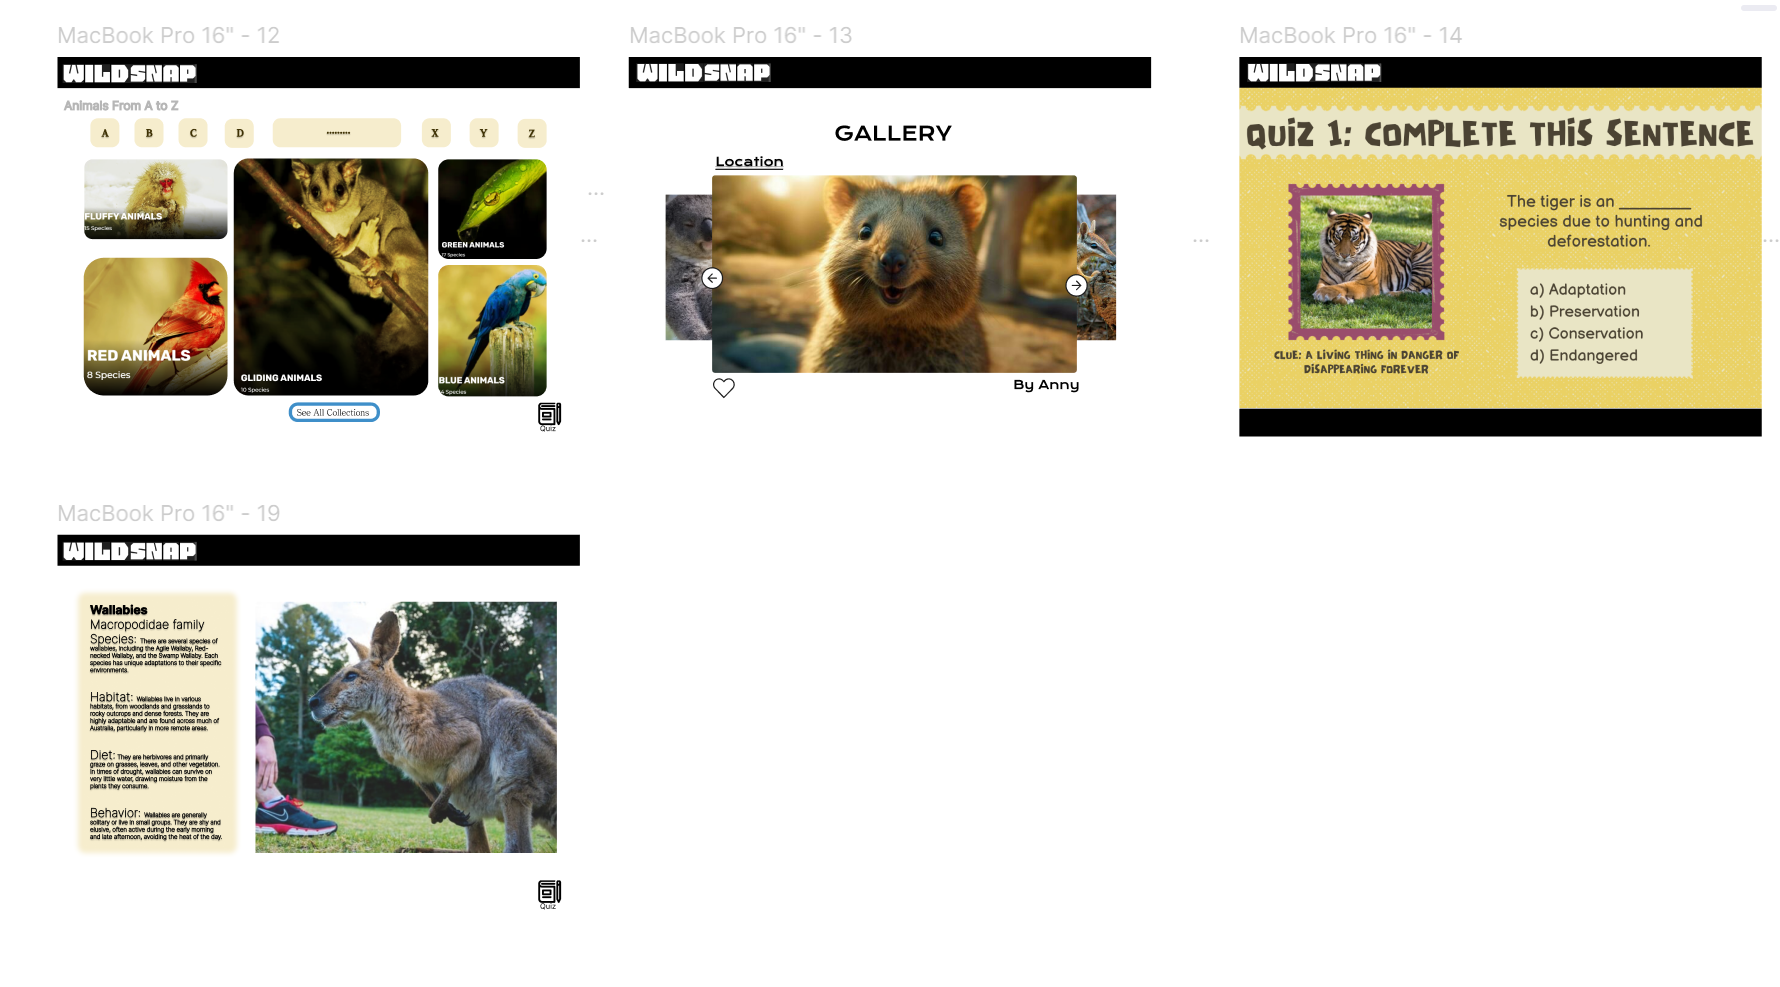 MacBook Pro 16" - 12
WILDSNAP
Animals From A to Z
A B C D ......... X Y Z
FLUFFY ANIMALS
15 Species
RED ANIMALS
8 Species
GLIDING ANIMALS
10 Species
GREEN ANIMALS
17 Species
BLUE ANIMALS
4 Species
See All Collections
Quiz
MacBook Pro 16" - 13
WILDSNAP
GALLERY
Location
By Anny
MacBook Pro 16" - 14
WILDSNAP
QUIZ 1: COMPLETE THIS SENTENCE
The tiger is an ________
species due to hunting and
deforestation.
CLUE: A LIVING THING IN DANGER OF
DISAPPEARING FOREVER
a) Adaptation
b) Preservation
c) Conservation
d) Endangered
MacBook Pro 16" - 19
WILDSNAP
Wallabies
Macropodidae family
Species: There are several species of
wallabies, including the Agile Wallaby, Red-
necked Wallaby, and the Swamp Wallaby. Each
species has unique adaptations to their specific
environments.
Habitat: Wallabies live in various
habitats, from woodlands and grasslands to
rocky outcrops and dense forests. They are
highly adaptable and are found across much of
Australia, particularly in more remote areas.
Diet: They are herbivores and primarily
graze on grasses, leaves, and other vegetation.
In times of drought, wallabies can survive on
very little water, drawing moisture from the
plants they consume.
Behavior: Wallabies are generally
solitary or live in small groups. They are shy and
elusive, often active during the early morning
and late afternoon, avoiding the heat of the day.
Quiz